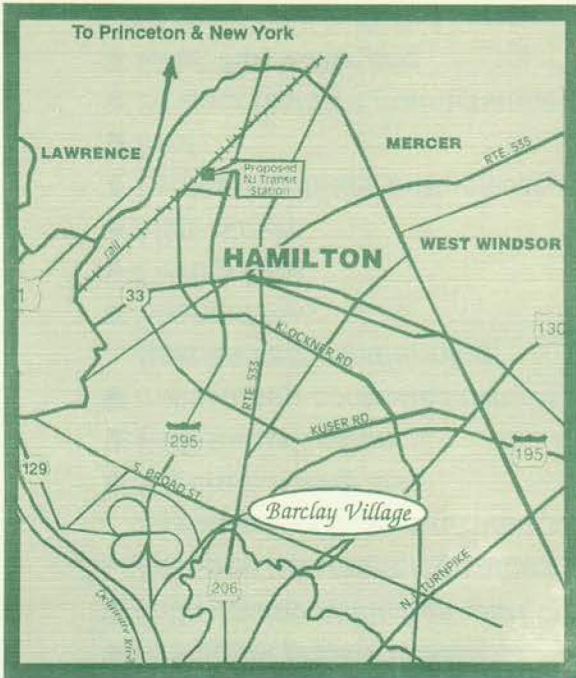 To Princeton & New York
LAWRENCE
MERCER
RTE. 535
Proposed
NJ Transit
Station
rail
HAMILTON
WEST WINDSOR
1
33
130
KLOCKNER RD
RTE. 533
KUSER RD
295
195
129
S. BROAD ST
Barclay Village
206
N.J. TURNPIKE
Delaware River